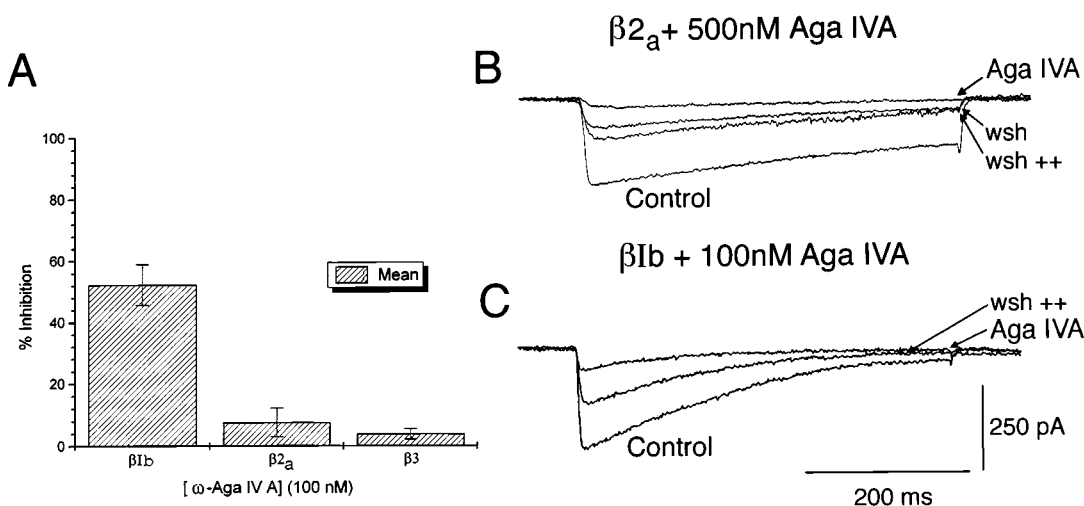 A
% Inhibition
100
80
60
40
20
0
Mean
βIb
β2a
β3
[ ω-Aga IV A] (100 nM)
β2a+ 500nM Aga IVA
B
Aga IVA
wsh
wsh ++
Control
βIb + 100nM Aga IVA
C
wsh ++
Aga IVA
Control
250 pA
200 ms